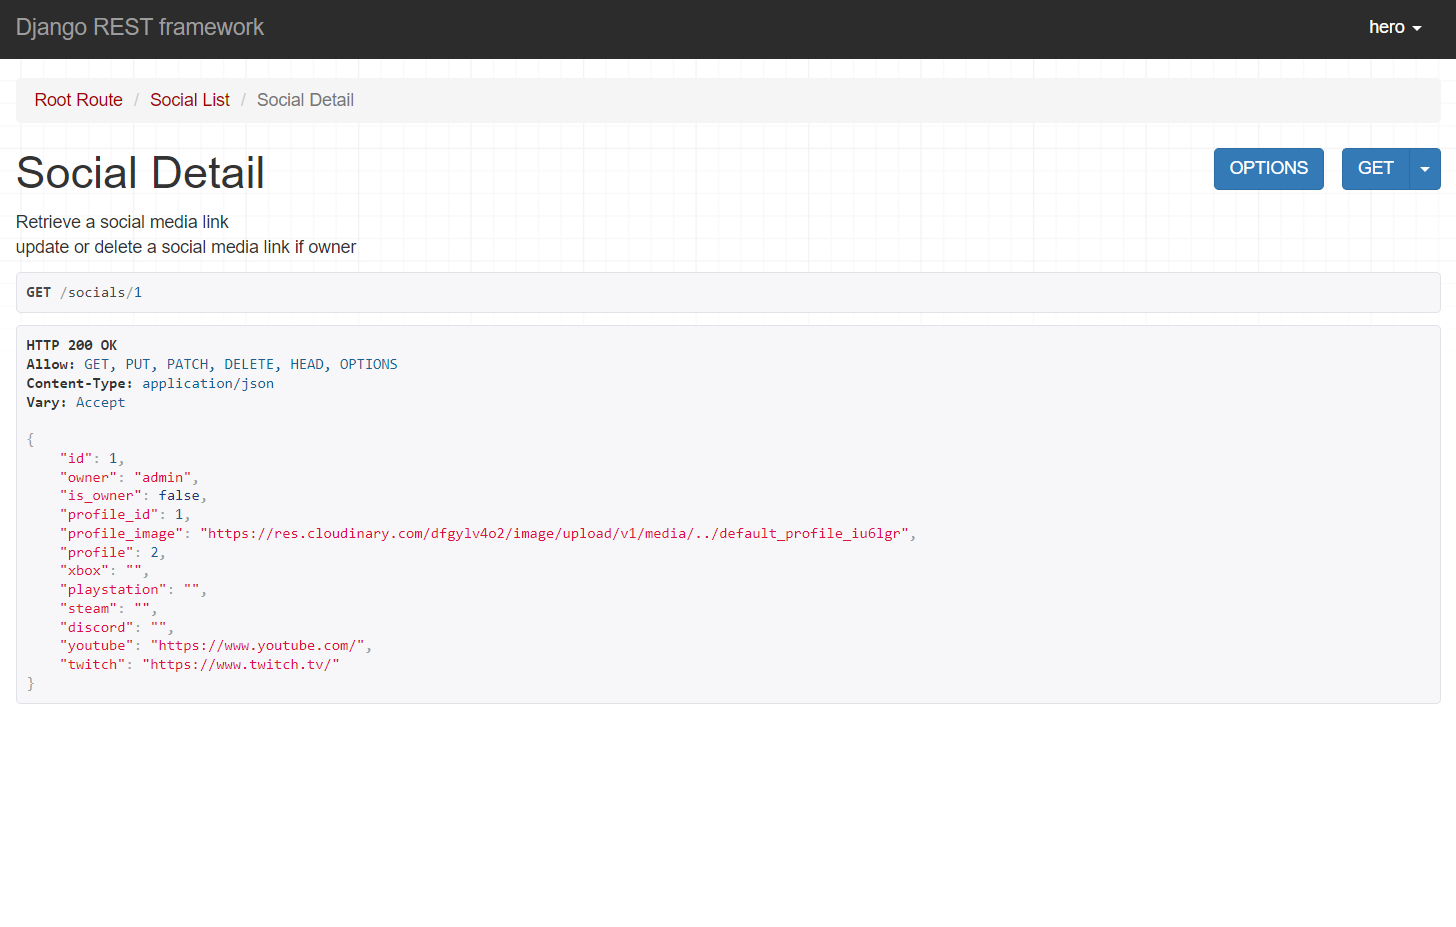 Django REST framework
hero
Root Route / Social List / Social Detail
Social Detail
OPTIONS
GET
Retrieve a social media link
update or delete a social media link if owner
GET /socials/1
HTTP 200 OK
Allow: GET, PUT, PATCH, DELETE, HEAD, OPTIONS
Content-Type: application/json
Vary: Accept
{
    "id": 1,
    "owner": "admin",
    "is_owner": false,
    "profile_id": 1,
    "profile_image": "https://res.cloudinary.com/dfgylv4o2/image/upload/v1/media/../default_profile_iu6lgr",
    "profile": 2,
    "xbox": "",
    "playstation": "",
    "steam": "",
    "discord": "",
    "youtube": "https://www.youtube.com/",
    "twitch": "https://www.twitch.tv/"
}